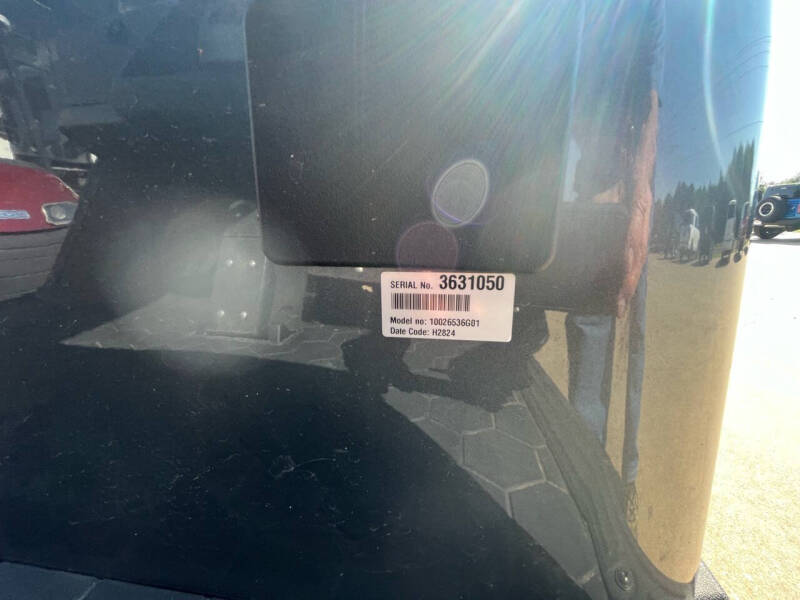 SERIAL No. 3631050
Model no: 10026536G01
Date Code: H2824